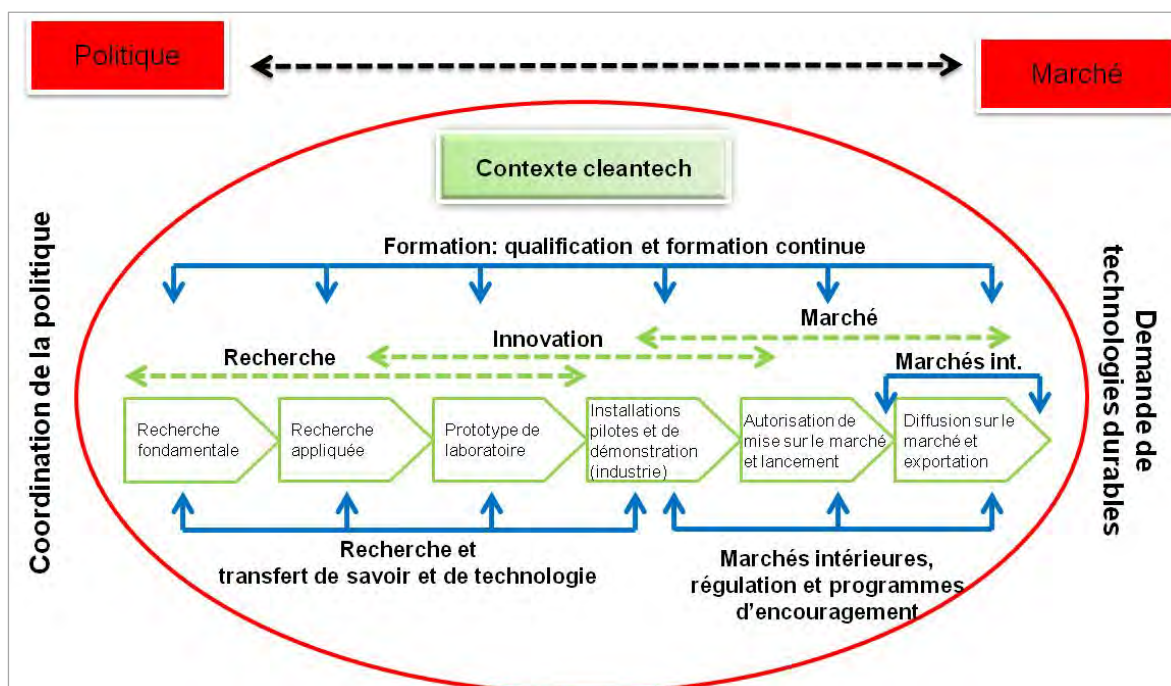 Politique
Marché
Contexte cleantech
Coordination de la politique
Demande de
technologies durables
Formation: qualification et formation continue
Marché
Innovation
Recherche
Marchés int.
Recherche
fondamentale
Recherche
appliquée
Prototype de
laboratoire
Installations
pilotes et de
démonstration
(industrie)
Autorisation de
mise sur le marché
et lancement
Diffusion sur le
marché et
exportation
Recherche et
transfert de savoir et de technologie
Marchés intérieures,
régulation et programmes
d'encouragement